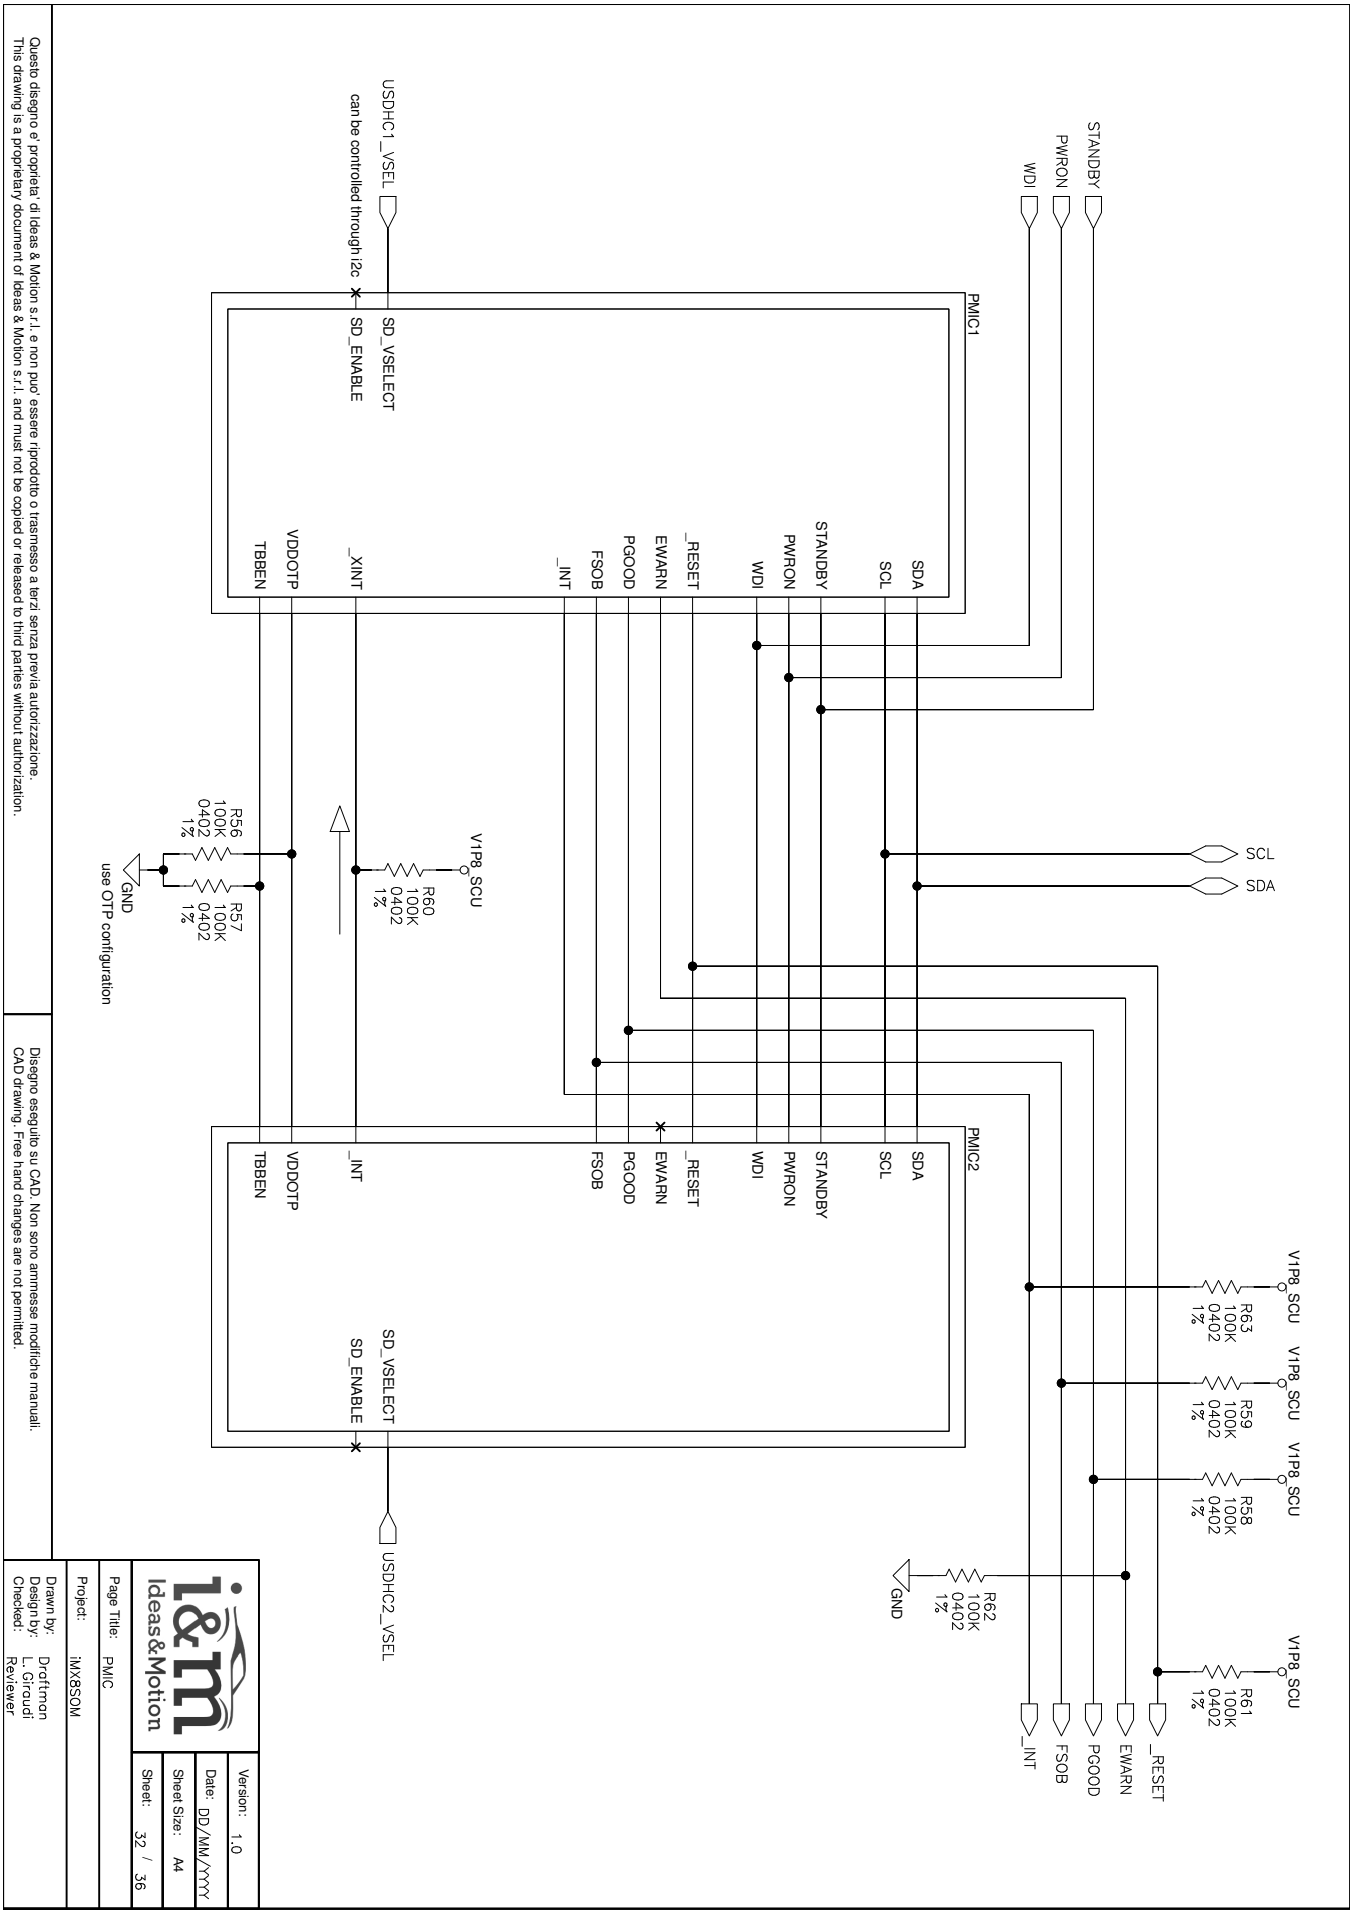 V1P8_SCU
V1P8_SCU
V1P8_SCU
V1P8_SCU
R63
100K
0402
1%
R59
100K
0402
1%
R58
100K
0402
1%
R61
100K
0402
1%
SCL
SDA
STANDBY
PWRON
WDI
_RESET
EWARN
PGOOD
FSOB
_INT
R62
100K
0402
1%
GND
PMIC1
SDA
SCL
STANDBY
PWRON
WDI
_RESET
EWARN
PGOOD
FSOB
_INT
_XINT
VDDOTP
TBBEN
SD_VSELECT
SD_ENABLE
USDHC1_VSEL
can be controlled through i2c
PMIC2
SDA
SCL
STANDBY
PWRON
WDI
_RESET
EWARN
PGOOD
FSOB
_INT
VDDOTP
TBBEN
SD_VSELECT
SD_ENABLE
USDHC2_VSEL
V1P8_SCU
R60
100K
0402
1%
R56
100K
0402
1%
R57
100K
0402
1%
GND
use OTP configuration
i&m
Ideas&Motion
Version: 1.0
Date: DD/MM/YYYY
Sheet Size: A4
Sheet: 32 / 36
Page Title: PMIC
Project: iMX8SOM
Drawn by: Draftman
Design by: L. Giraudi
Checked: Reviewer
Questo disegno e' proprieta' di Ideas & Motion s.r.l. e non puo' essere riprodotto o trasmesso a terzi senza previa autorizzazione.
This drawing is a proprietary document of Ideas & Motion s.r.l. and must not be copied or released to third parties without authorization.
Disegno eseguito su CAD. Non sono ammesse modifiche manuali.
CAD drawing. Free hand changes are not permitted.